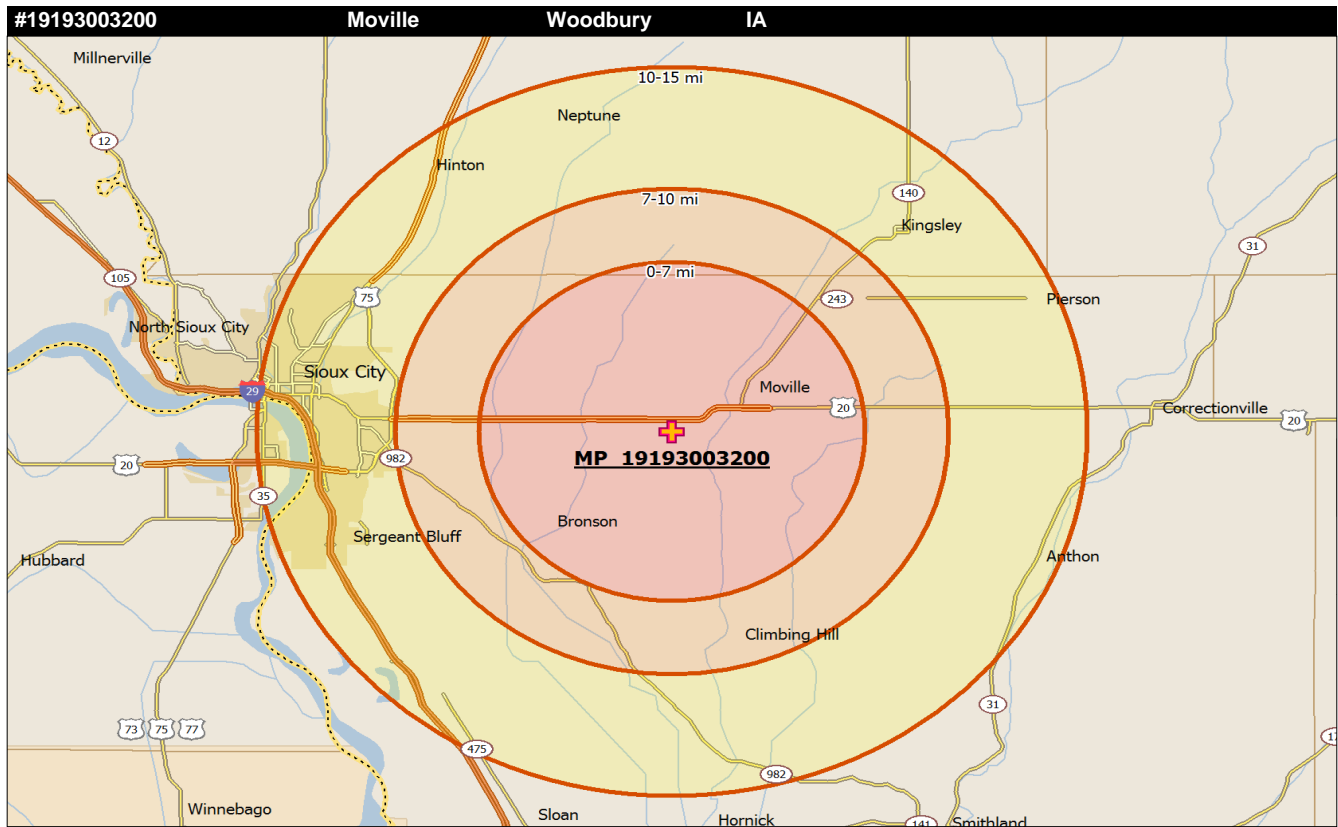 #19193003200 Moville Woodbury IA
Millnerville
10-15 mi
Neptune
12
Hinton
140
7-10 mi
Kingsley
31
105
0-7 mi
75
243
Pierson
North Sioux City
Sioux City
29
Moville
20
Correctionville
20
MP 19193003200
20
982
35
Bronson
Sergeant Bluff
Hubbard
Anthon
Climbing Hill
31
73 75 77
475
982
Winnebago
Sloan
Hornick
141
Smithland